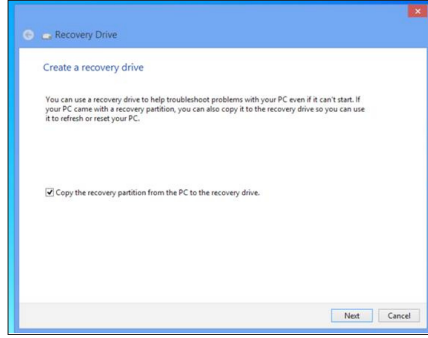 Recovery Drive
Create a recovery drive
You can use a recovery drive to help troubleshoot problems with your PC even if it can't start. If
your PC came with a recovery partition, you can also copy it to the recovery drive so you can use
it to refresh or reset your PC.
Copy the recovery partition from the PC to the recovery drive.
Next Cancel